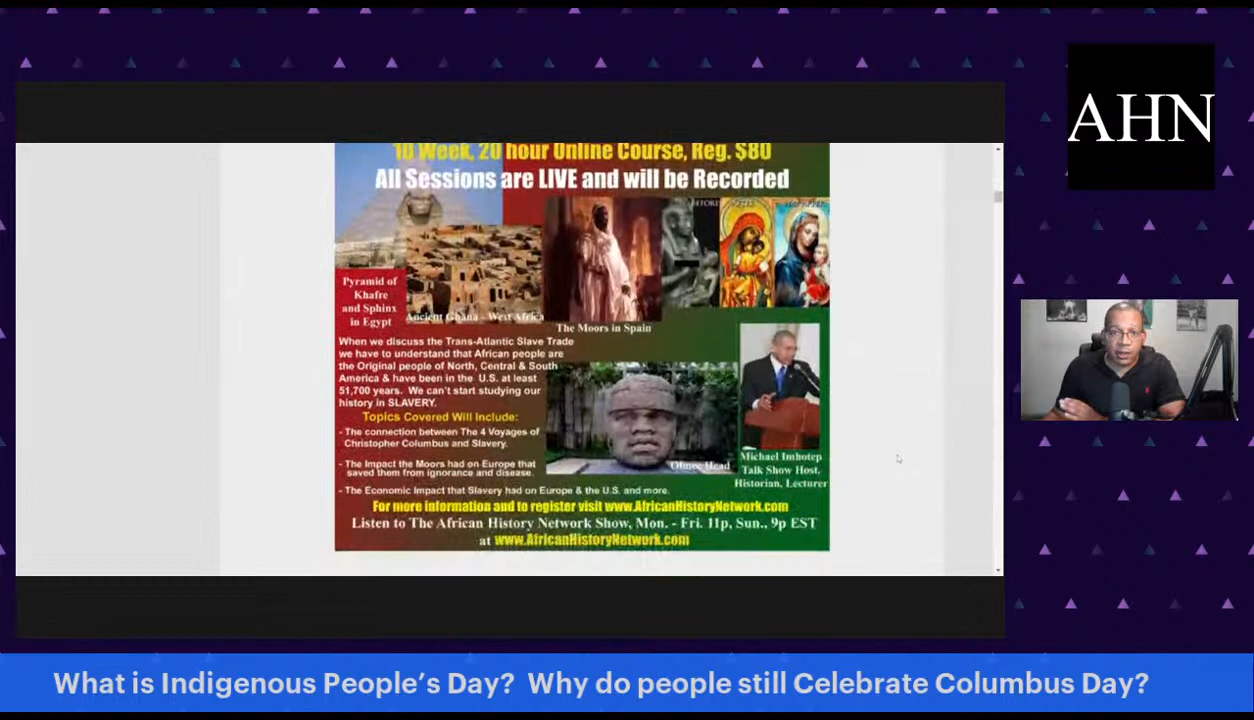 AHN
10 Week, 20 hour Online Course, Reg. $80
All Sessions are LIVE and will be Recorded
BEFORE
Pyramid of
Khafre
and Sphinx
in Egypt
Ancient Ghana - West Africa
The Moors in Spain
When we discuss the Trans-Atlantic Slave Trade
we have to understand that African people are
the Original people of North, Central & South
America & have been in the U.S. at least
51,700 years. We can't start studying our
history in SLAVERY.
Topics Covered Will Include:
- The connection between The 4 Voyages of
Christopher Columbus and Slavery.
- The Impact the Moors had on Europe that
saved them from ignorance and disease.
- The Economic Impact that Slavery had on Europe & the U.S. and more.
Olmec Head
Michael Imhotep
Talk Show Host,
Historian, Lecturer
For more information and to register visit www.AfricanHistoryNetwork.com
Listen to The African History Network Show, Mon. - Fri. 11p, Sun., 9p EST
at www.AfricanHistoryNetwork.com
What is Indigenous People's Day? Why do people still Celebrate Columbus Day?